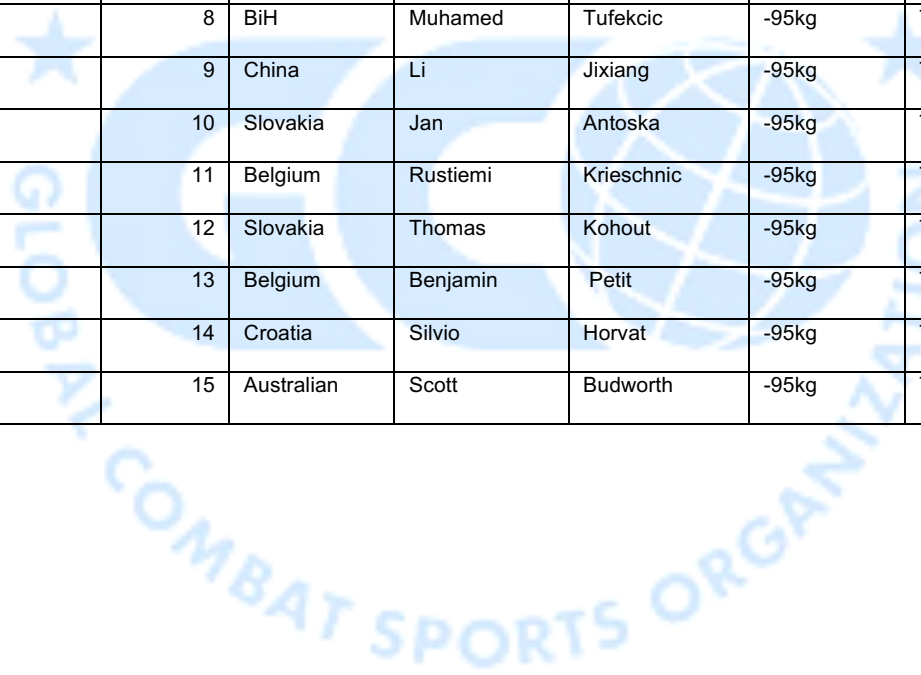 8 BiH Muhamed Tufekcic -95kg
9 China Li Jixiang -95kg
10 Slovakia Jan Antoska -95kg
11 Belgium Rustiemi Krieschnic -95kg
12 Slovakia Thomas Kohout -95kg
13 Belgium Benjamin Petit -95kg
14 Croatia Silvio Horvat -95kg
15 Australian Scott Budworth -95kg
GLOBAL COMBAT SPORTS ORGANIZATION